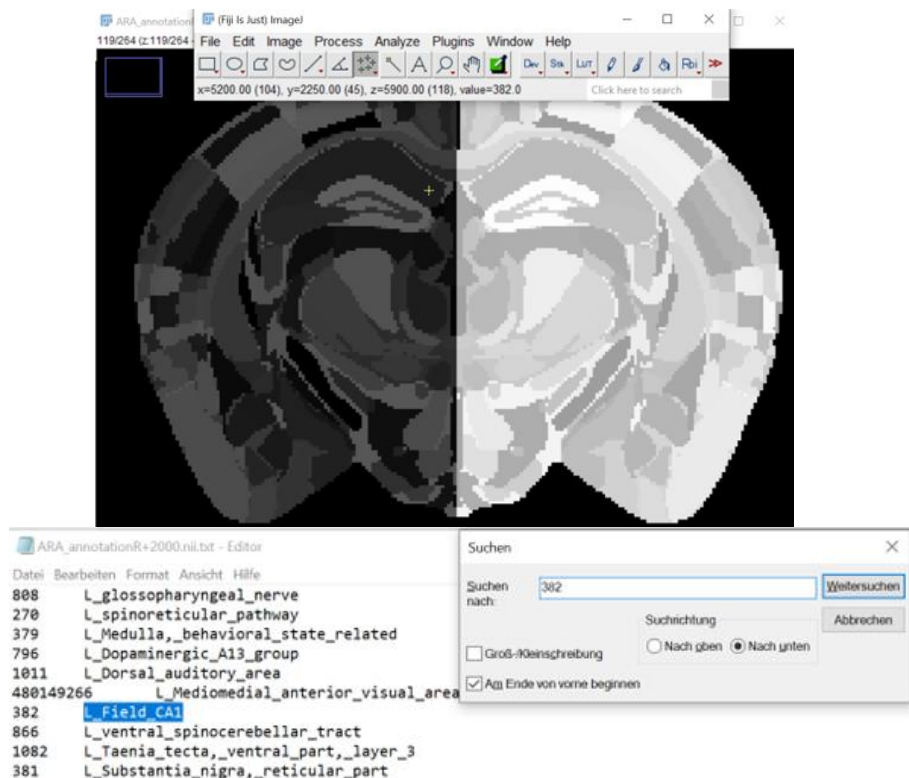 ARA_annotation
(Fiji Is Just) ImageJ
119/264 (z:119/264 -
File Edit Image Process Analyze Plugins Window Help
Dev Stk LUT
x=5200.00 (104), y=2250.00 (45), z=5900.00 (118), value=382.0
Click here to search
ARA_annotationR+2000.nii.txt - Editor
Datei Bearbeiten Format Ansicht Hilfe
808 L_glossopharyngeal_nerve
270 L_spinoreticular_pathway
379 L_Medulla,_behavioral_state_related
796 L_Dopaminergic_A13_group
1011 L_Dorsal_auditory_area
480149266 L_Mediomedial_anterior_visual_area
382 L_Field_CA1
866 L_ventral_spinocerebellar_tract
1082 L_Taenia_tecta,_ventral_part,_layer_3
381 L_Substantia_nigra,_reticular_part
Suchen
Suchen nach:
382
Weitersuchen
Suchrichtung
Abbrechen
Nach oben Nach unten
Groß-/Kleinschreibung
Am Ende von vorne beginnen